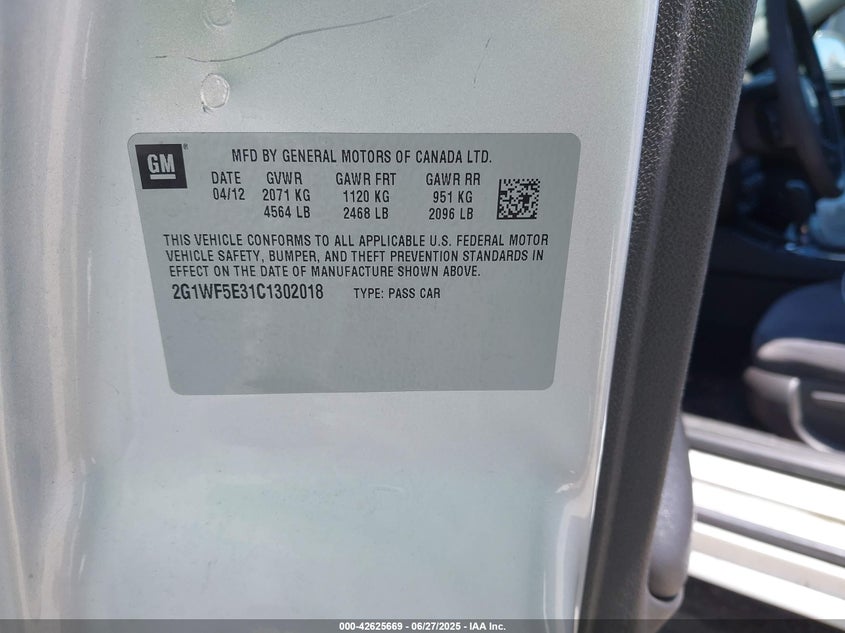 GM
MFD BY GENERAL MOTORS OF CANADA LTD.
DATE GVWR GAWR FRT GAWR RR
04/12 2071 KG 1120 KG 951 KG
4564 LB 2468 LB 2096 LB
THIS VEHICLE CONFORMS TO ALL APPLICABLE U.S. FEDERAL MOTOR
VEHICLE SAFETY, BUMPER, AND THEFT PREVENTION STANDARDS IN
EFFECT ON THE DATE OF MANUFACTURE SHOWN ABOVE.
2G1WF5E31C1302018 TYPE: PASS CAR
000-42625669 - 06/27/2025 - IAA Inc.